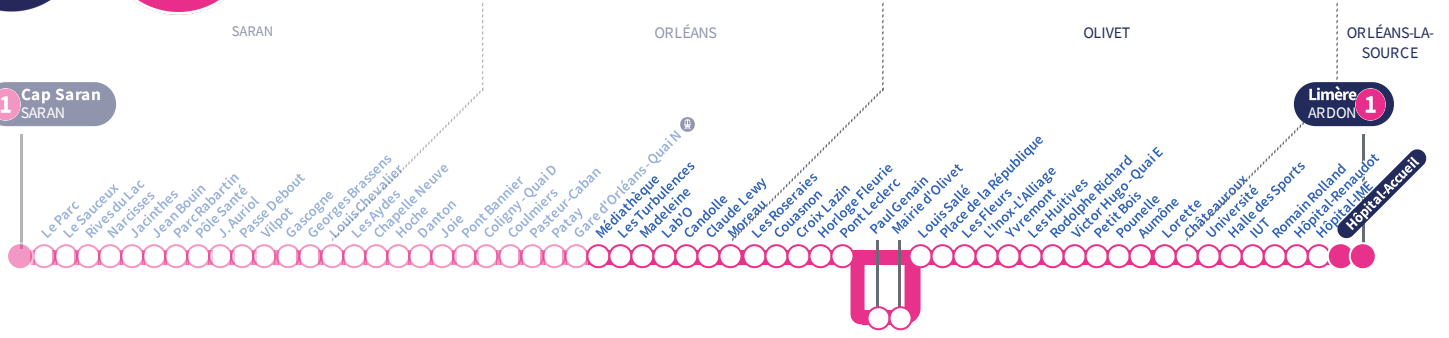 SARAN
ORLÉANS
OLIVET
ORLÉANS-LA-
SOURCE
1
Cap Saran
SARAN
Limère
ARDON
1
Le Parc
Le Sauceux
Rives du Lac
Narcisses
Jacinthes
Jean Bouin
Parc Rabartin
Pôle Santé
J. Auriol
Passe Debout
Vilpot
Gascogne
Georges Brassens
Louis Chevalier
Les Aydes
Chapelle Neuve
Hoche
Danton
Joie
Pont Bannier
Coligny - Quai D
Coulmiers
Pasteur-Caban
Patay
Gare d'Orléans - Quai N
Médiathèque
Les Turbulences
Madeleine
Lab'O
Candolle
Claude Lewy
Moreau
Les Roseraies
Couasnon
Croix Lazin
Horloge Fleurie
Pont Leclerc
Paul Genain
Mairie d'Olivet
Louis Sallé
Place de la République
Les Fleurs
L'Inox-L'Alliage
Yvremont
Les Huitives
Rodolphe Richard
Victor Hugo - Quai E
Petit Bois
Pounelle
Aumône
Lorette
Châteauroux
Université
Halle des Sports
IUT
Romain Rolland
Hôpital-Renaudot
Hôpital-IME
Hôpital-Accueil